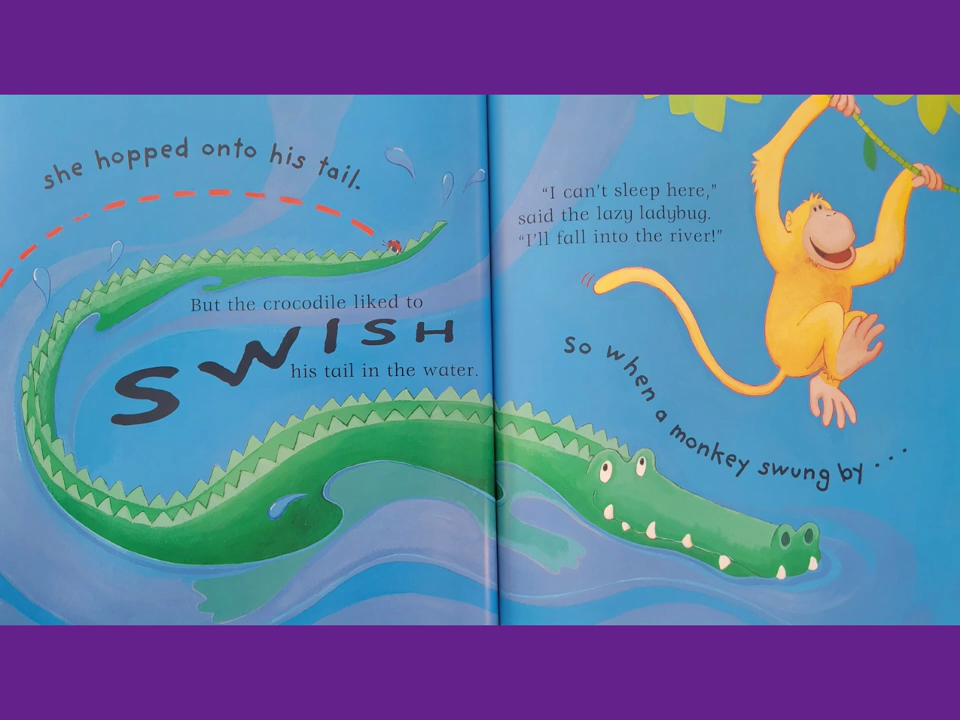 she hopped onto his tail.
But the crocodile liked to
SWISH
his tail in the water.
“I can’t sleep here,”
said the lazy ladybug.
“I’ll fall into the river!”
So when a monkey swung by . . .